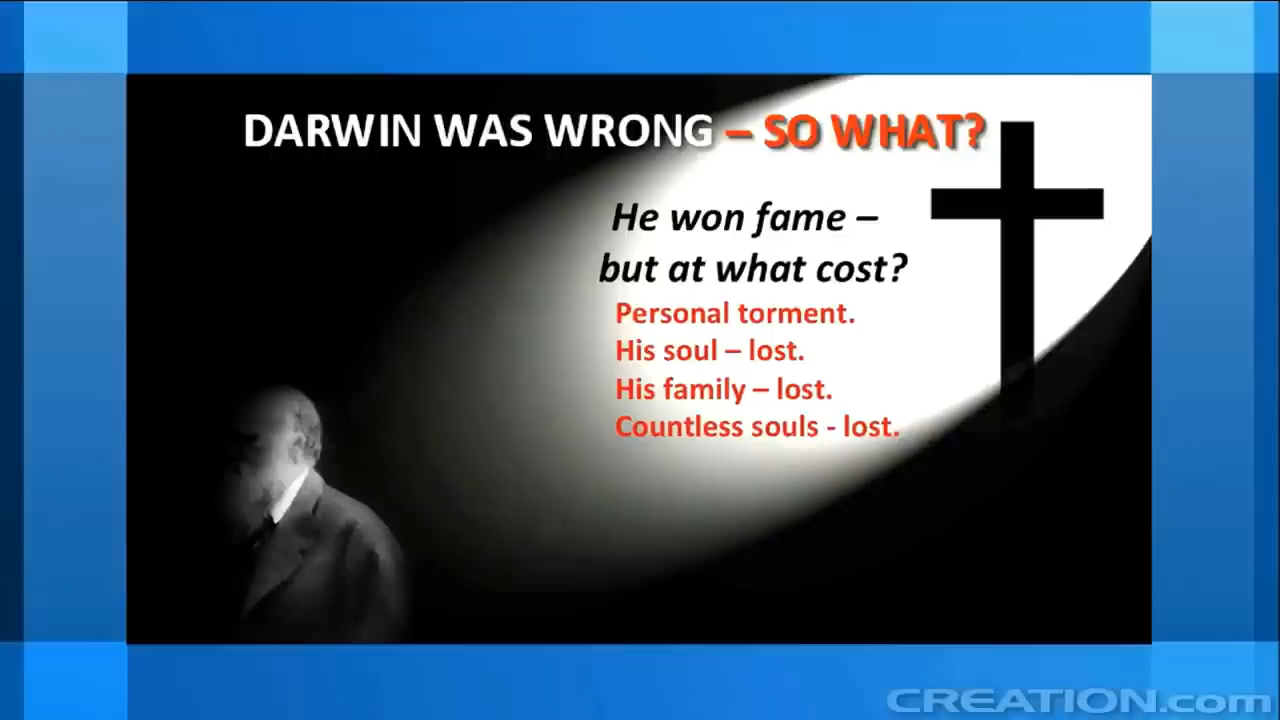 DARWIN WAS WRONG – SO WHAT?
He won fame –
but at what cost?
Personal torment.
His soul – lost.
His family – lost.
Countless souls - lost.
CREATION.com